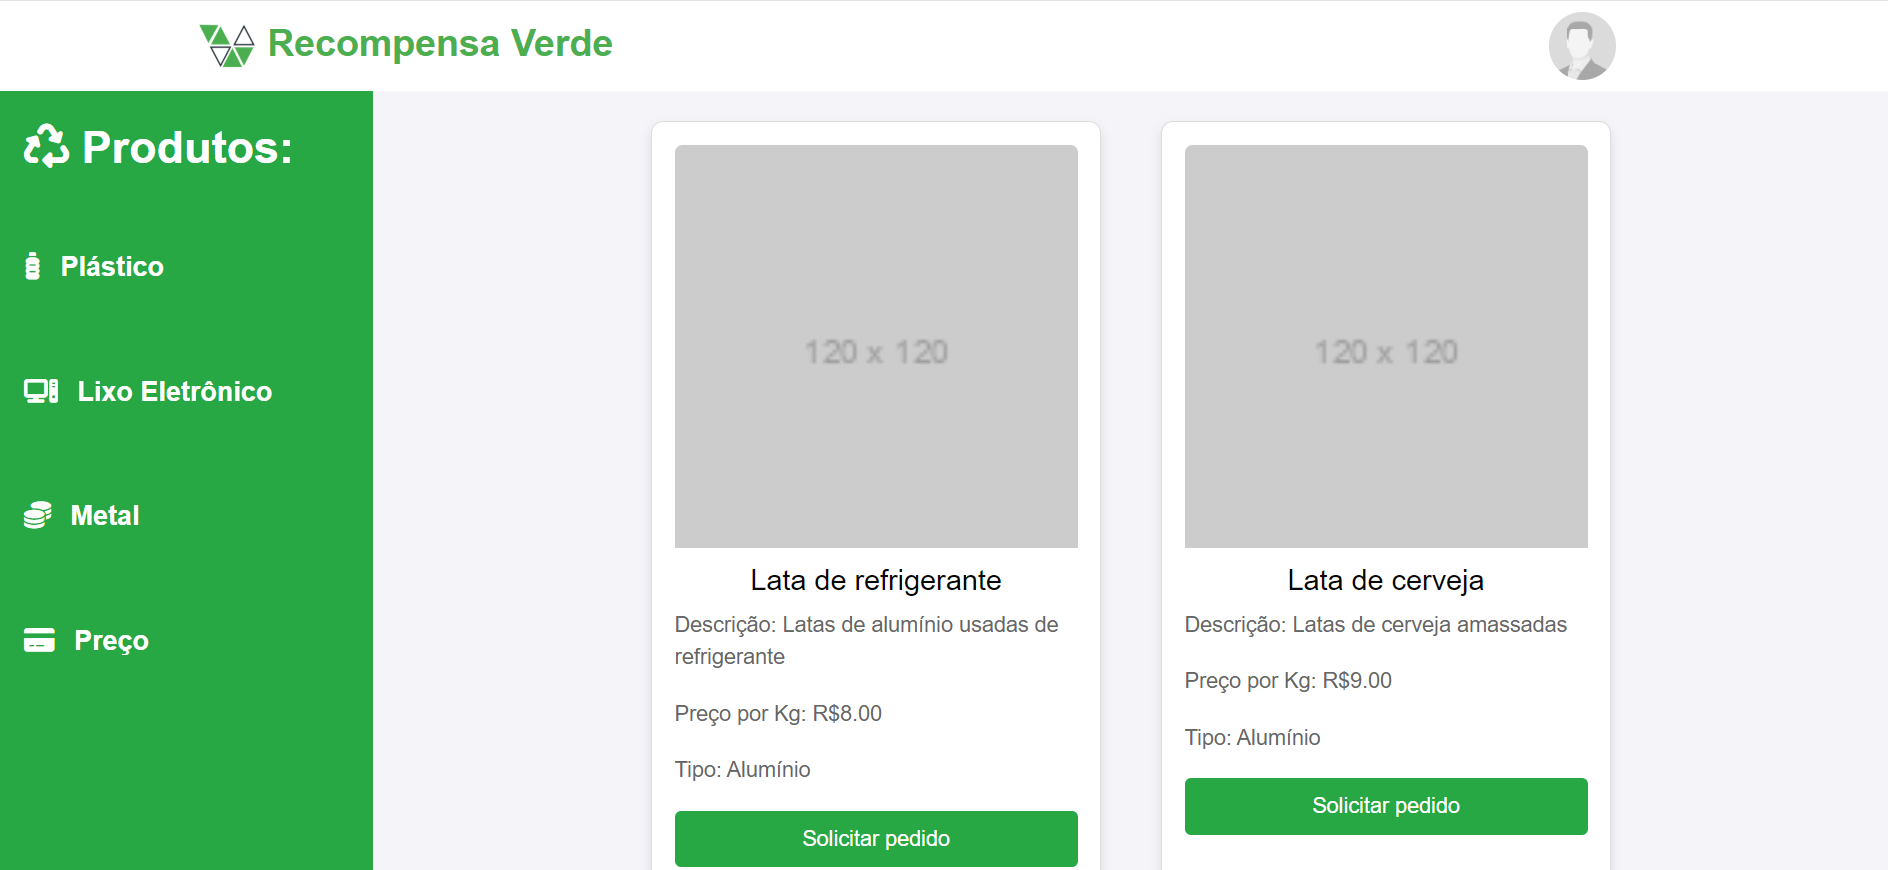 Recompensa Verde
Produtos:
Plástico
Lixo Eletrônico
Metal
Preço
120 x 120
Lata de refrigerante
Descrição: Latas de alumínio usadas de
refrigerante
Preço por Kg: R$8.00
Tipo: Alumínio
Solicitar pedido
120 x 120
Lata de cerveja
Descrição: Latas de cerveja amassadas
Preço por Kg: R$9.00
Tipo: Alumínio
Solicitar pedido